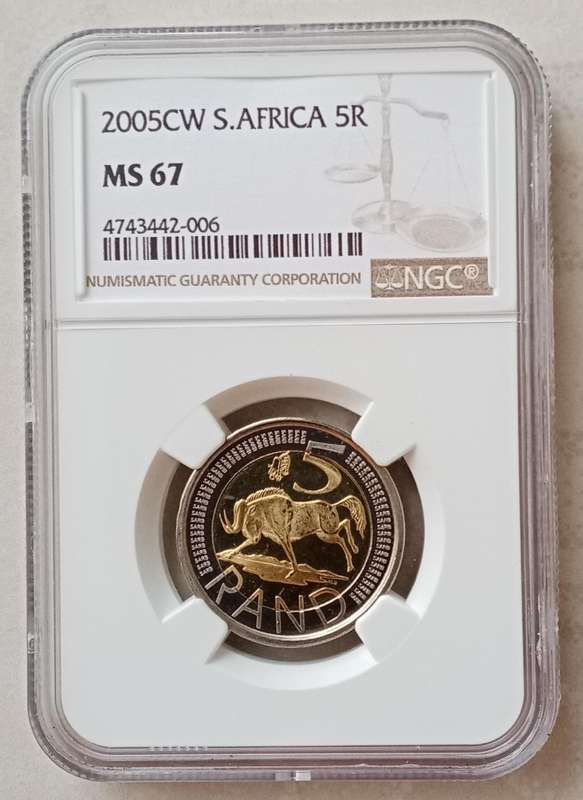 2005CW S.AFRICA 5R
MS 67
4743442-006
NUMISMATIC GUARANTY CORPORATION
NGC®
5
RAND